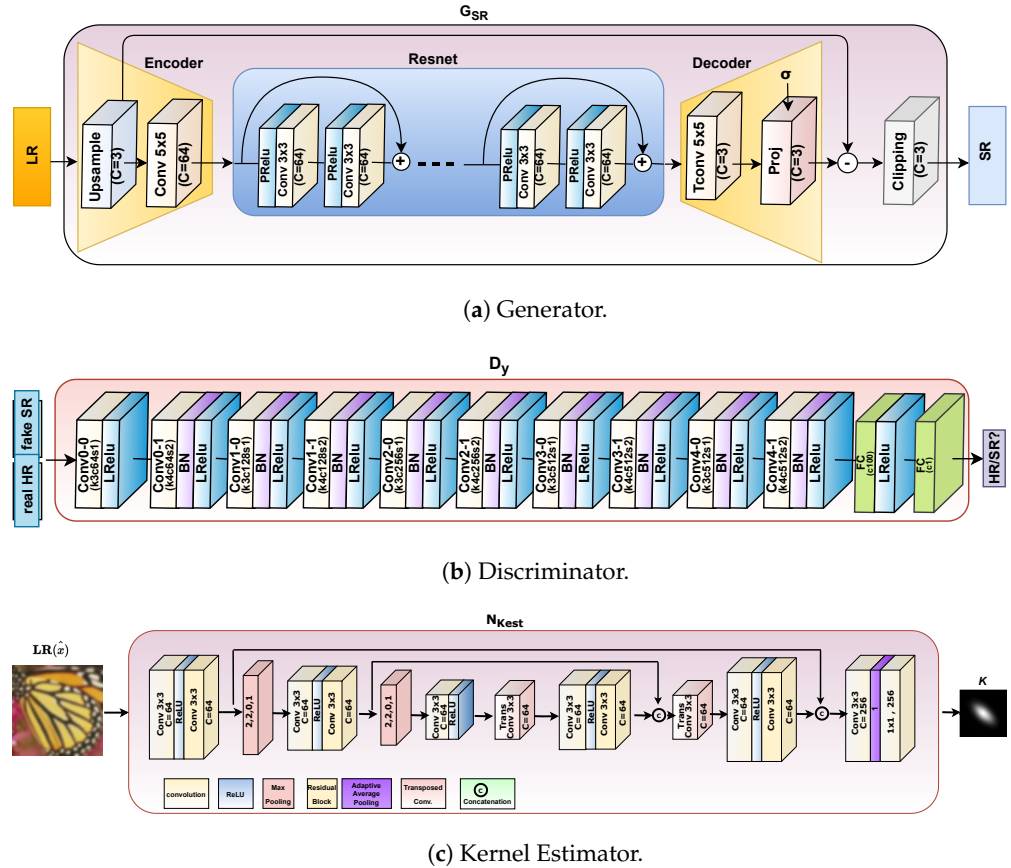 G_SR
Encoder
Resnet
Decoder
σ
LR
Upsample
(C=3)
Conv 5x5
(C=64)
PRelu
Conv 3x3
(C=64)
PRelu
Conv 3x3
(C=64)
+
PRelu
Conv 3x3
(C=64)
PRelu
Conv 3x3
(C=64)
+
Tconv 5x5
(C=3)
Proj
(C=3)
-
Clipping
(C=3)
SR
(a) Generator.
D_y
fake SR
real HR
Conv0-0
(k3c64s1)
LRelu
Conv0-1
(k4c64s2)
BN
LRelu
Conv1-0
(k3c128s1)
BN
LRelu
Conv1-1
(k4c128s2)
BN
LRelu
Conv2-0
(k3c256s1)
BN
LRelu
Conv2-1
(k4c256s2)
BN
LRelu
Conv3-0
(k3c512s1)
BN
LRelu
Conv3-1
(k4c512s2)
BN
LRelu
Conv4-0
(k3c512s1)
BN
LRelu
Conv4-1
(k4c512s2)
BN
LRelu
FC
(c100)
LRelu
FC
(c1)
HR/SR?
(b) Discriminator.
N_Kest
LR(x̂)
Conv 3x3
C=64
ReLU
Conv 3x3
C=64
2,2,0,1
Conv 3x3
C=64
ReLU
Conv 3x3
C=64
2,2,0,1
Conv 3x3
C=64
ReLU
Trans
Conv 3x3
C=64
Conv 3x3
C=64
ReLU
Conv 3x3
C=64
c
Trans
Conv 3x3
C=64
Conv 3x3
C=64
ReLU
Conv 3x3
C=64
c
Conv 3x3
C=256
1
1x1, 256
K
convolution
ReLU
Max
Pooling
Residual
Block
Adaptive
Average
Pooling
Transposed
Conv.
C
Concatenation
(c) Kernel Estimator.